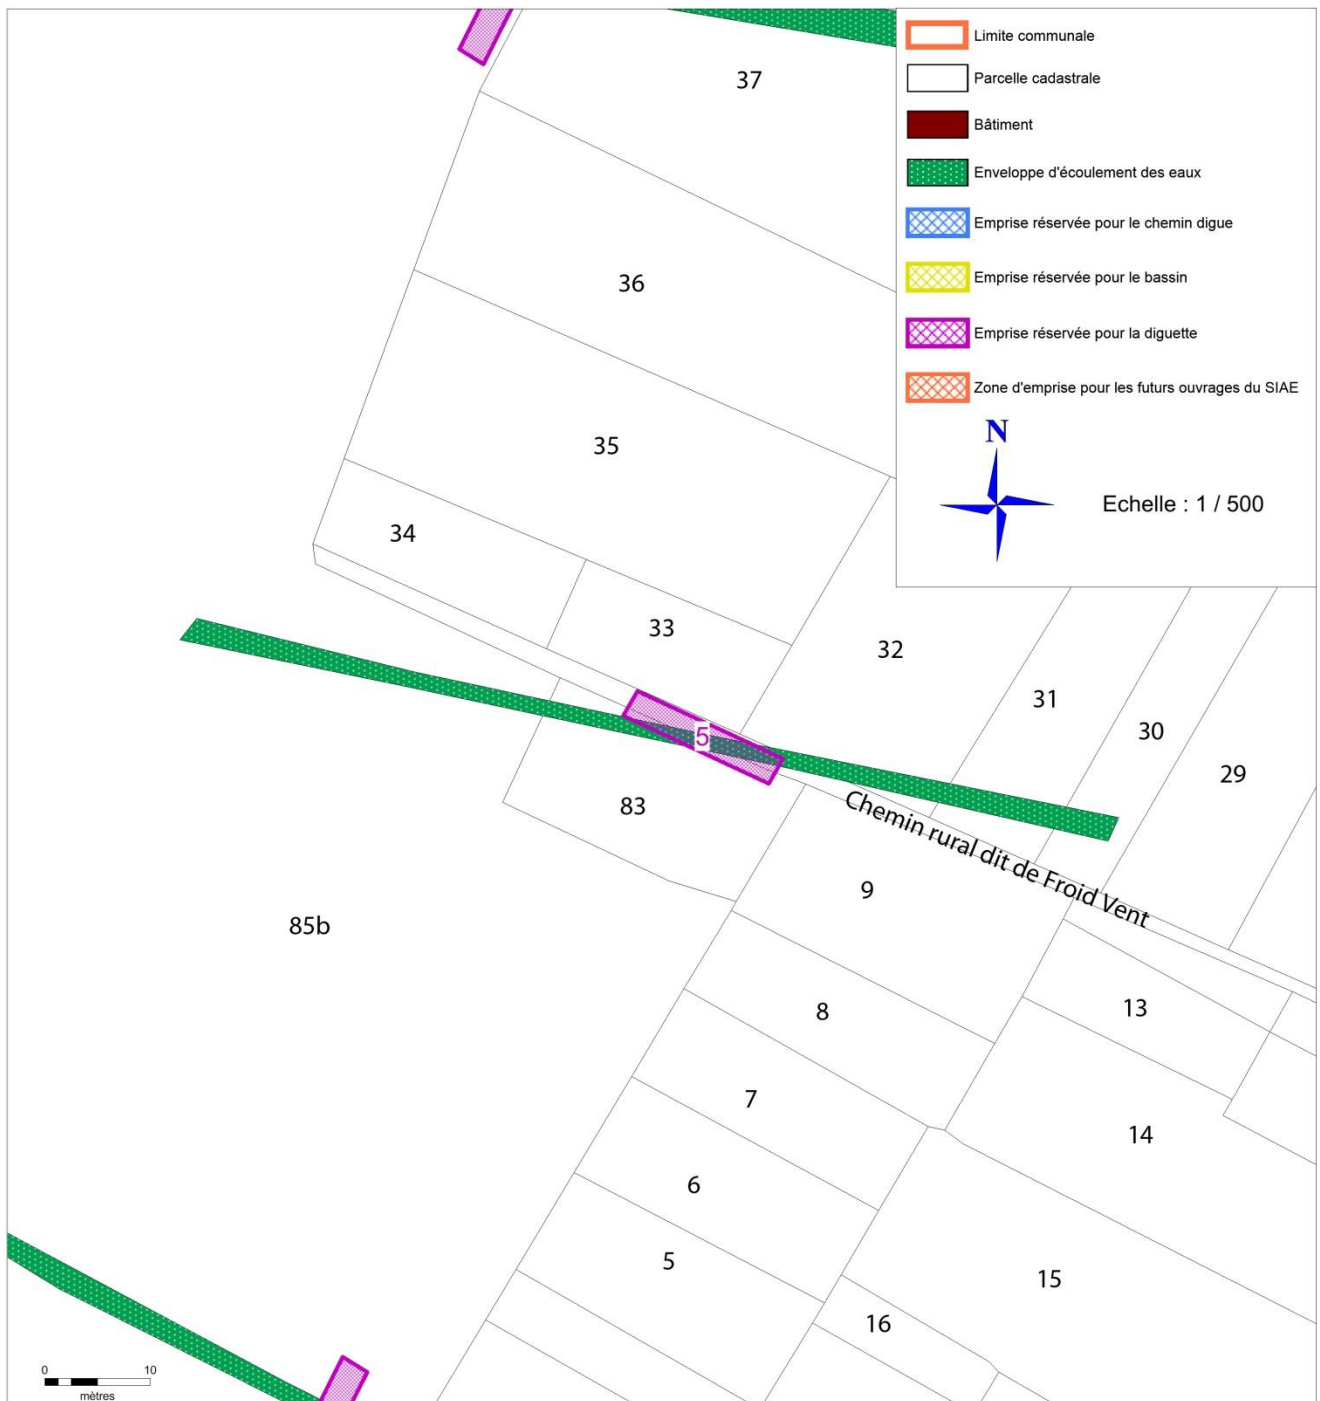 37
Limite communale
Parcelle cadastrale
Bâtiment
Enveloppe d'écoulement des eaux
Emprise réservée pour le chemin digue
Emprise réservée pour le bassin
Emprise réservée pour la diguette
Zone d'emprise pour les futurs ouvrages du SIAE
N
Echelle : 1 / 500
36
35
34
33
32
31
30
29
5
83
Chemin rural dit de Froid Vent
9
85b
8
13
7
14
6
5
15
16
0 10
mètres